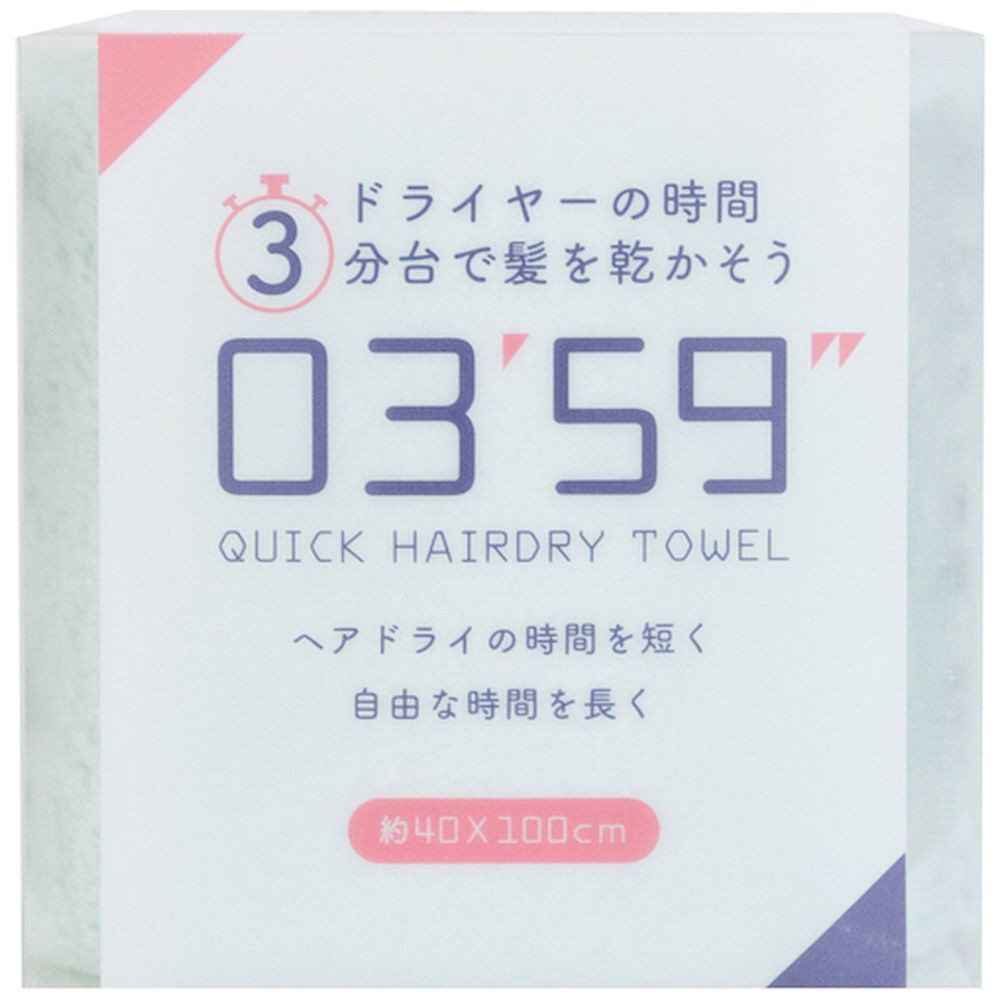 ドライヤーの時間
3分台で髪を乾かそう
03'59"
QUICK HAIRDRY TOWEL
ヘアドライの時間を短く
自由な時間を長く
約40X100cm